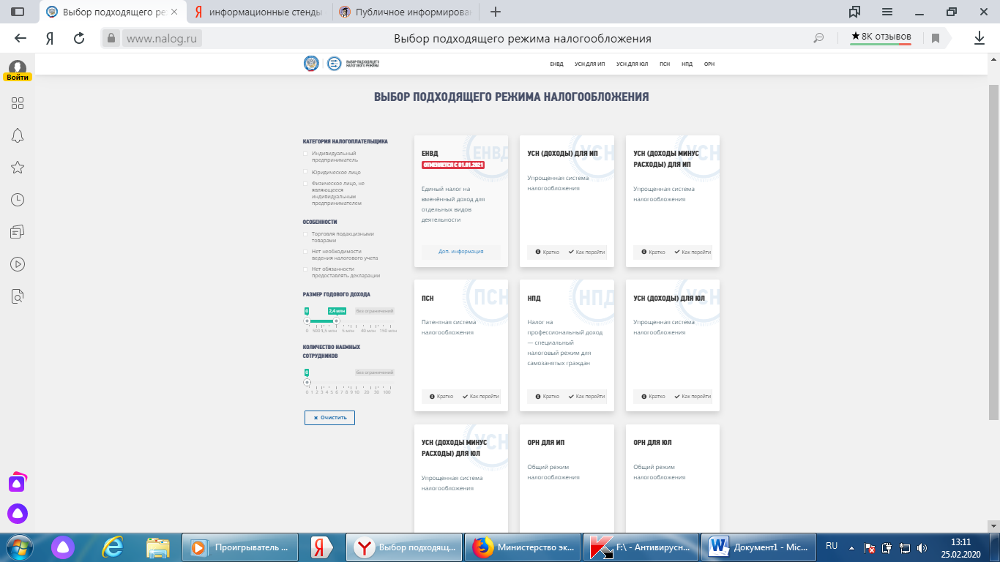 Выбор подходящего ре
информационные стенды
Публичное информирован
www.nalog.ru
Выбор подходящего режима налогообложения
8К отзывов
Войти
ВЫБОР ПОДХОДЯЩЕГО
НАЛОГОВОГО РЕЖИМА
ЕНВД
УСН ДЛЯ ИП
УСН ДЛЯ ЮЛ
ПСН
НПД
ОРН
ВЫБОР ПОДХОДЯЩЕГО РЕЖИМА НАЛОГООБЛОЖЕНИЯ
КАТЕГОРИЯ НАЛОГОПЛАТЕЛЬЩИКА
Индивидуальный
предприниматель
Юридическое лицо
Физическое лицо, не
являющееся
индивидуальным
предпринимателем
ОСОБЕННОСТИ
Торговля подакцизными
товарами
Нет необходимости
ведения налогового учета
Нет обязанности
предоставлять декларации
РАЗМЕР ГОДОВОГО ДОХОДА
0
2,4 млн
без ограничений
0 500 1,5 млн 5 млн 40 млн 150 млн
КОЛИЧЕСТВО НАЕМНЫХ
СОТРУДНИКОВ
0
без ограничений
0 1 2 3 4 5 6 7 8 9 10 20 30 100
Очистить
ЕНВД
ЕНВД
ОТМЕНЯЕТСЯ С 01.01.2021
Единый налог на
вменённый доход для
отдельных видов
деятельности
Доп. информация
УСН
УСН (ДОХОДЫ) ДЛЯ ИП
Упрощенная система
налогообложения
Кратко
Как перейти
УСН
УСН (ДОХОДЫ МИНУС
РАСХОДЫ) ДЛЯ ИП
Упрощенная система
налогообложения
Кратко
Как перейти
ПСН
ПСН
Патентная система
налогообложения
Кратко
Как перейти
НПД
НПД
Налог на
профессиональный доход
— специальный
налоговый режим для
самозанятых граждан
Кратко
Как перейти
УСН
УСН (ДОХОДЫ) ДЛЯ ЮЛ
Упрощенная система
налогообложения
Кратко
Как перейти
УСН
УСН (ДОХОДЫ МИНУС
РАСХОДЫ) ДЛЯ ЮЛ
Упрощенная система
налогообложения
ОРН ДЛЯ ИП
Общий режим
налогообложения
ОРН ДЛЯ ЮЛ
Общий режим
налогообложения
Проигрыватель ...
Выбор подходящ...
Министерство эк...
F:\ - Антивирусн...
Документ1 - Mic...
RU
13:11
25.02.2020